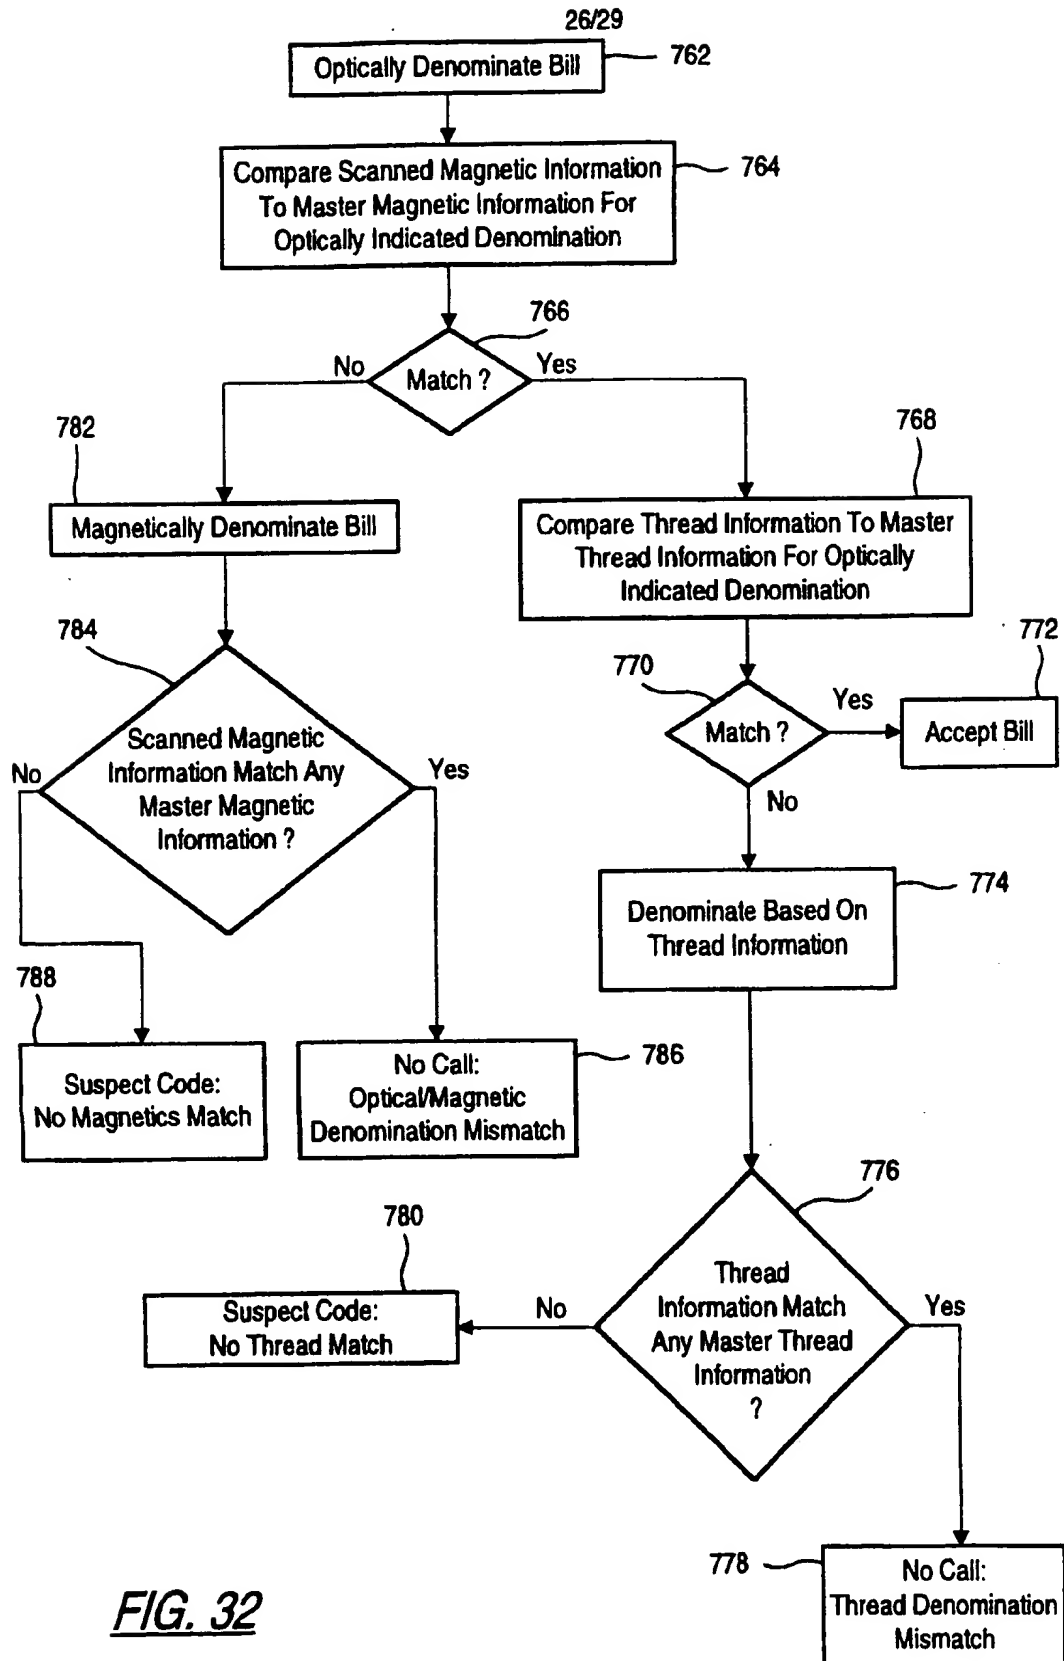 26/29
Optically Denominate Bill
762
Compare Scanned Magnetic Information
To Master Magnetic Information For
Optically Indicated Denomination
764
766
No
Match ?
Yes
782
768
Magnetically Denominate Bill
Compare Thread Information To Master
Thread Information For Optically
Indicated Denomination
784
772
770
Scanned Magnetic
Information Match Any
Master Magnetic
Information ?
No
Yes
Match ?
Yes
Accept Bill
No
774
Denominate Based On
Thread Information
788
Suspect Code:
No Magnetics Match
No Call:
Optical/Magnetic
Denomination Mismatch
786
776
780
Suspect Code:
No Thread Match
No
Thread
Information Match
Any Master Thread
Information
?
Yes
778
No Call:
Thread Denomination
Mismatch
FIG. 32